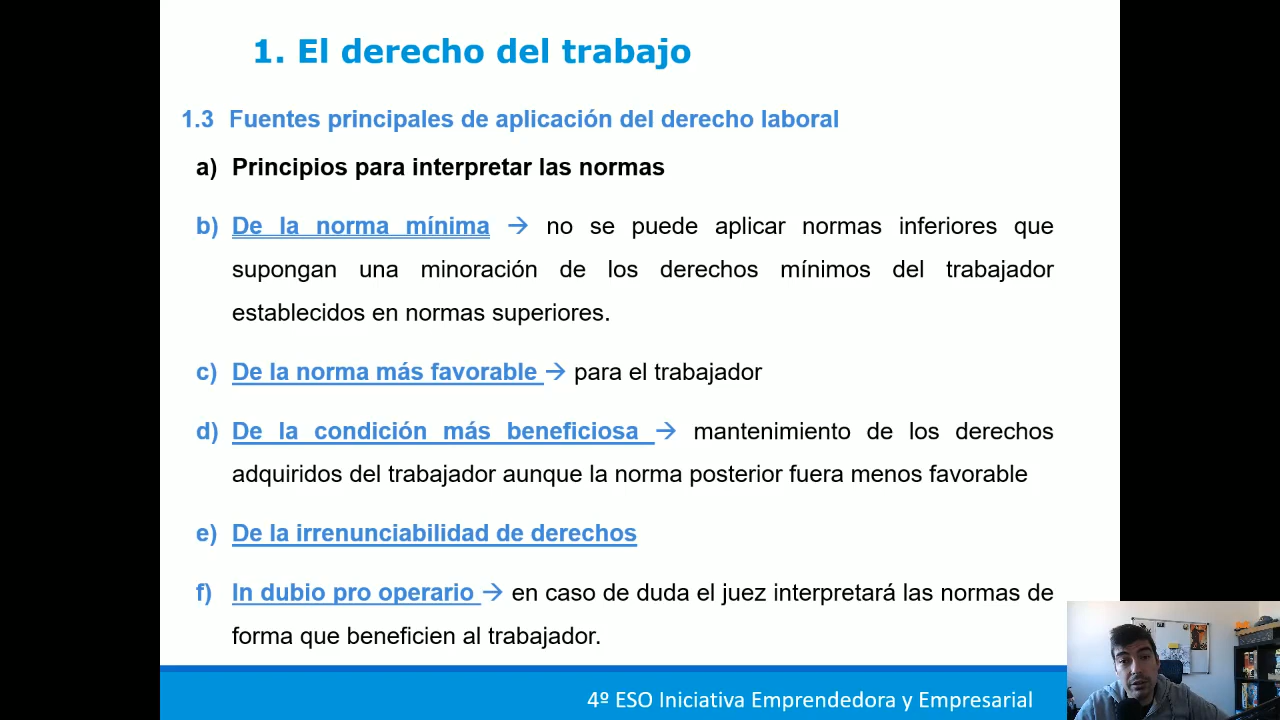 1. El derecho del trabajo
1.3 Fuentes principales de aplicación del derecho laboral
a) Principios para interpretar las normas
b) De la norma mínima → no se puede aplicar normas inferiores que
supongan una minoración de los derechos mínimos del trabajador
establecidos en normas superiores.
c) De la norma más favorable → para el trabajador
d) De la condición más beneficiosa → mantenimiento de los derechos
adquiridos del trabajador aunque la norma posterior fuera menos favorable
e) De la irrenunciabilidad de derechos
f) In dubio pro operario → en caso de duda el juez interpretará las normas de
forma que beneficien al trabajador.
4º ESO Iniciativa Emprendedora y Empresarial